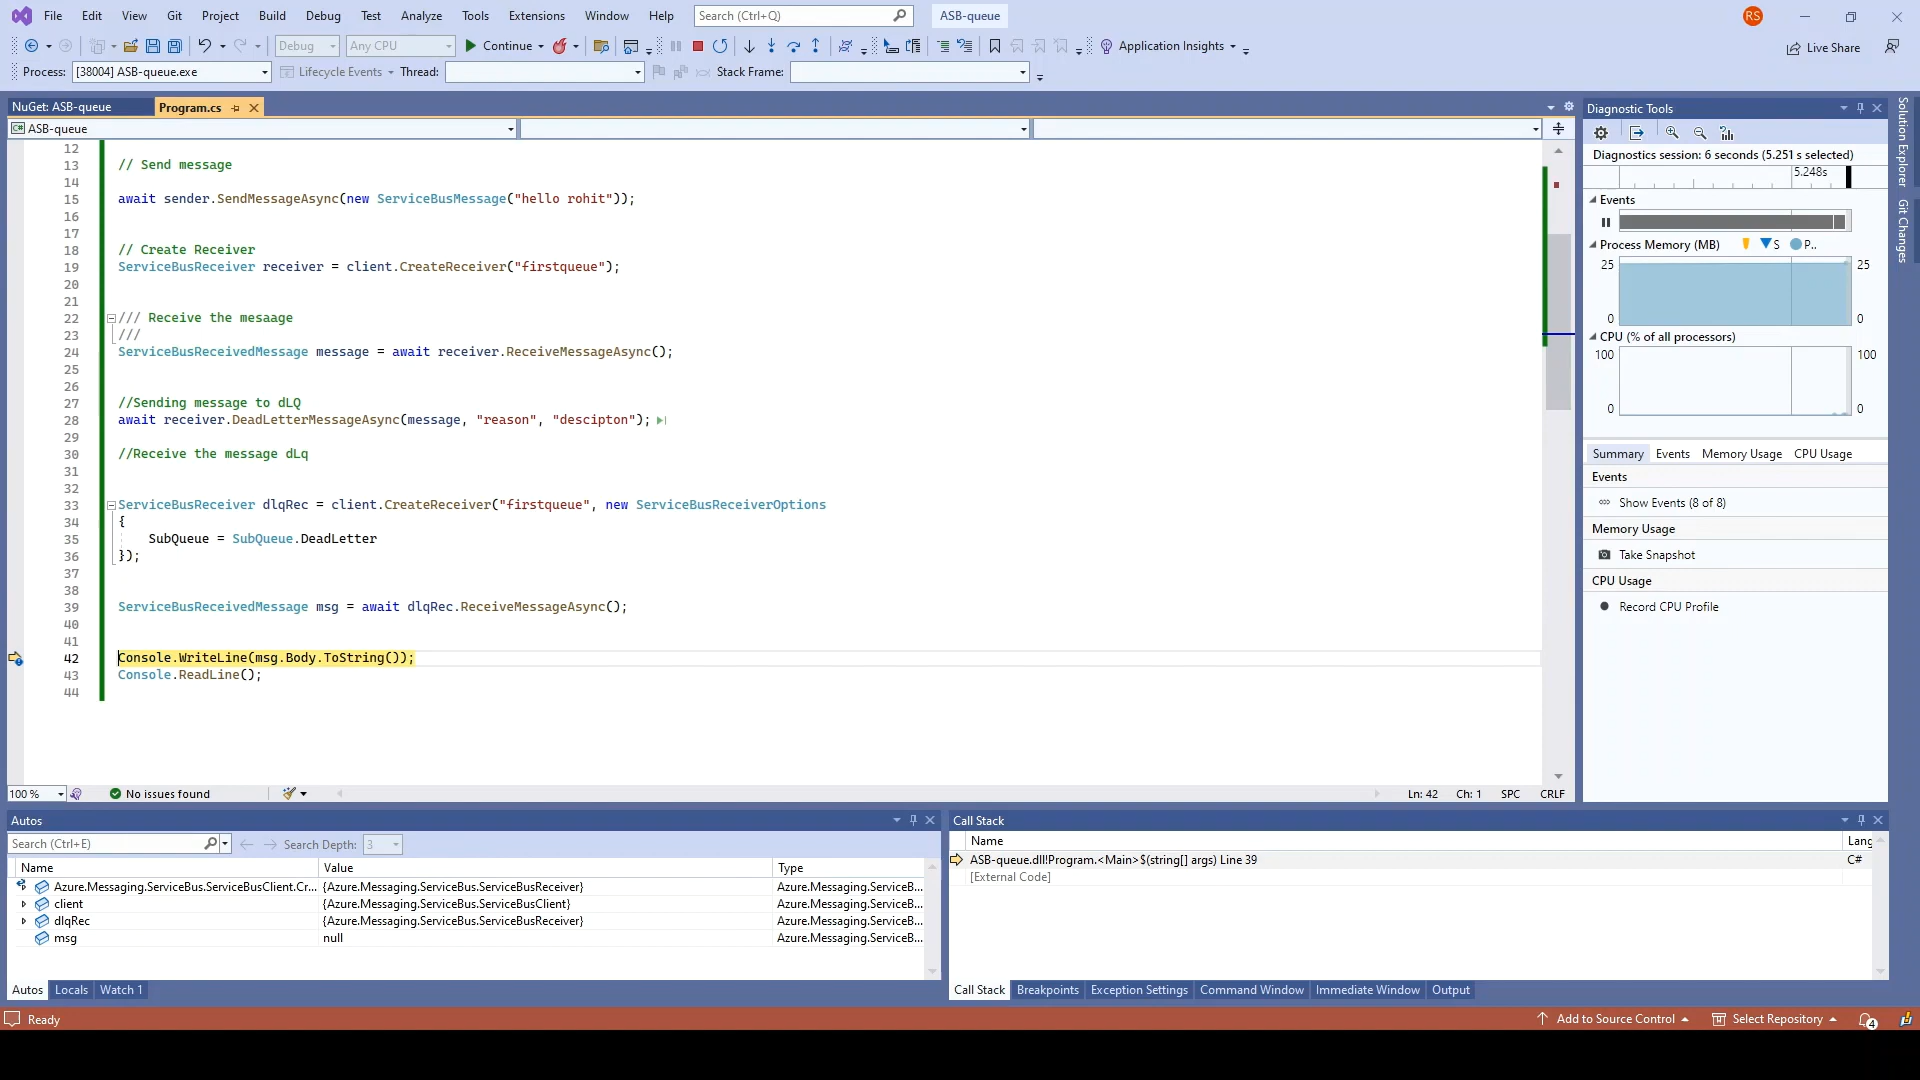 File Edit View Git Project Build Debug Test Analyze Tools Extensions Window Help Search (Ctrl+Q) ASB-queue RS
Debug Any CPU Continue Application Insights Live Share
Process: [38004] ASB-queue.exe Lifecycle Events Thread: Stack Frame:
NuGet: ASB-queue Program.cs
ASB-queue
12
13 // Send message
14
15 await sender.SendMessageAsync(new ServiceBusMessage("hello rohit"));
16
17
18 // Create Receiver
19 ServiceBusReceiver receiver = client.CreateReceiver("firstqueue");
20
21
22 /// Receive the mesaage
23 ///
24 ServiceBusReceivedMessage message = await receiver.ReceiveMessageAsync();
25
26
27 //Sending message to dLQ
28 await receiver.DeadLetterMessageAsync(message, "reason", "descipton");
29
30 //Receive the message dLq
31
32
33 ServiceBusReceiver dlqRec = client.CreateReceiver("firstqueue", new ServiceBusReceiverOptions
34 {
35 SubQueue = SubQueue.DeadLetter
36 });
37
38
39 ServiceBusReceivedMessage msg = await dlqRec.ReceiveMessageAsync();
40
41
42 Console.WriteLine(msg.Body.ToString());
43 Console.ReadLine();
44
100 % No issues found Ln: 42 Ch: 1 SPC CRLF
Diagnostic Tools
Diagnostics session: 6 seconds (5.251 s selected)
5.248s
Events
Process Memory (MB) S P..
25 25
0 0
CPU (% of all processors)
100 100
0 0
Summary Events Memory Usage CPU Usage
Events
Show Events (8 of 8)
Memory Usage
Take Snapshot
CPU Usage
Record CPU Profile
Solution Explorer
Git Changes
Autos
Search (Ctrl+E) Search Depth: 3
Name Value Type
Azure.Messaging.ServiceBus.ServiceBusClient.Cr... {Azure.Messaging.ServiceBus.ServiceBusReceiver} Azure.Messaging.ServiceB...
client {Azure.Messaging.ServiceBus.ServiceBusClient} Azure.Messaging.ServiceB...
dlqRec {Azure.Messaging.ServiceBus.ServiceBusReceiver} Azure.Messaging.ServiceB...
msg null Azure.Messaging.ServiceB...
Autos Locals Watch 1
Call Stack
Name Lang
ASB-queue.dll!Program.<Main>$(string[] args) Line 39 C#
[External Code]
Call Stack Breakpoints Exception Settings Command Window Immediate Window Output
Ready Add to Source Control Select Repository 4